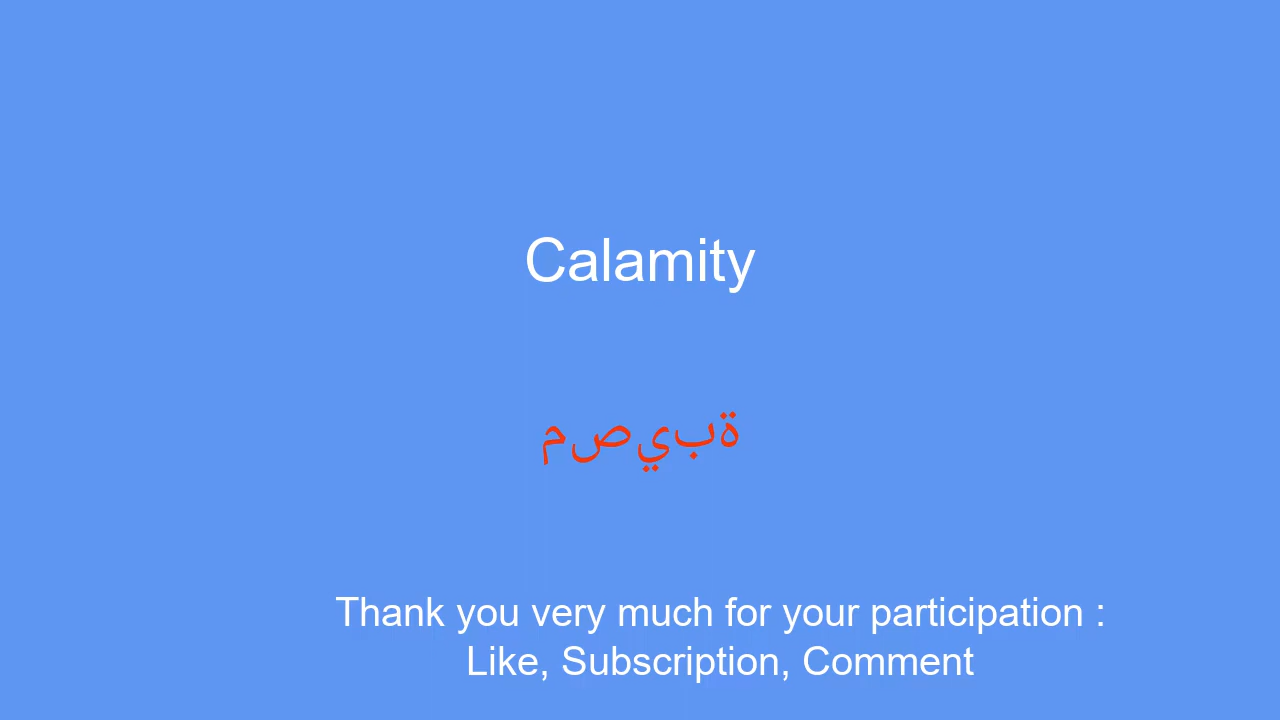 Calamity
مصيبة
Thank you very much for your participation :
Like, Subscription, Comment